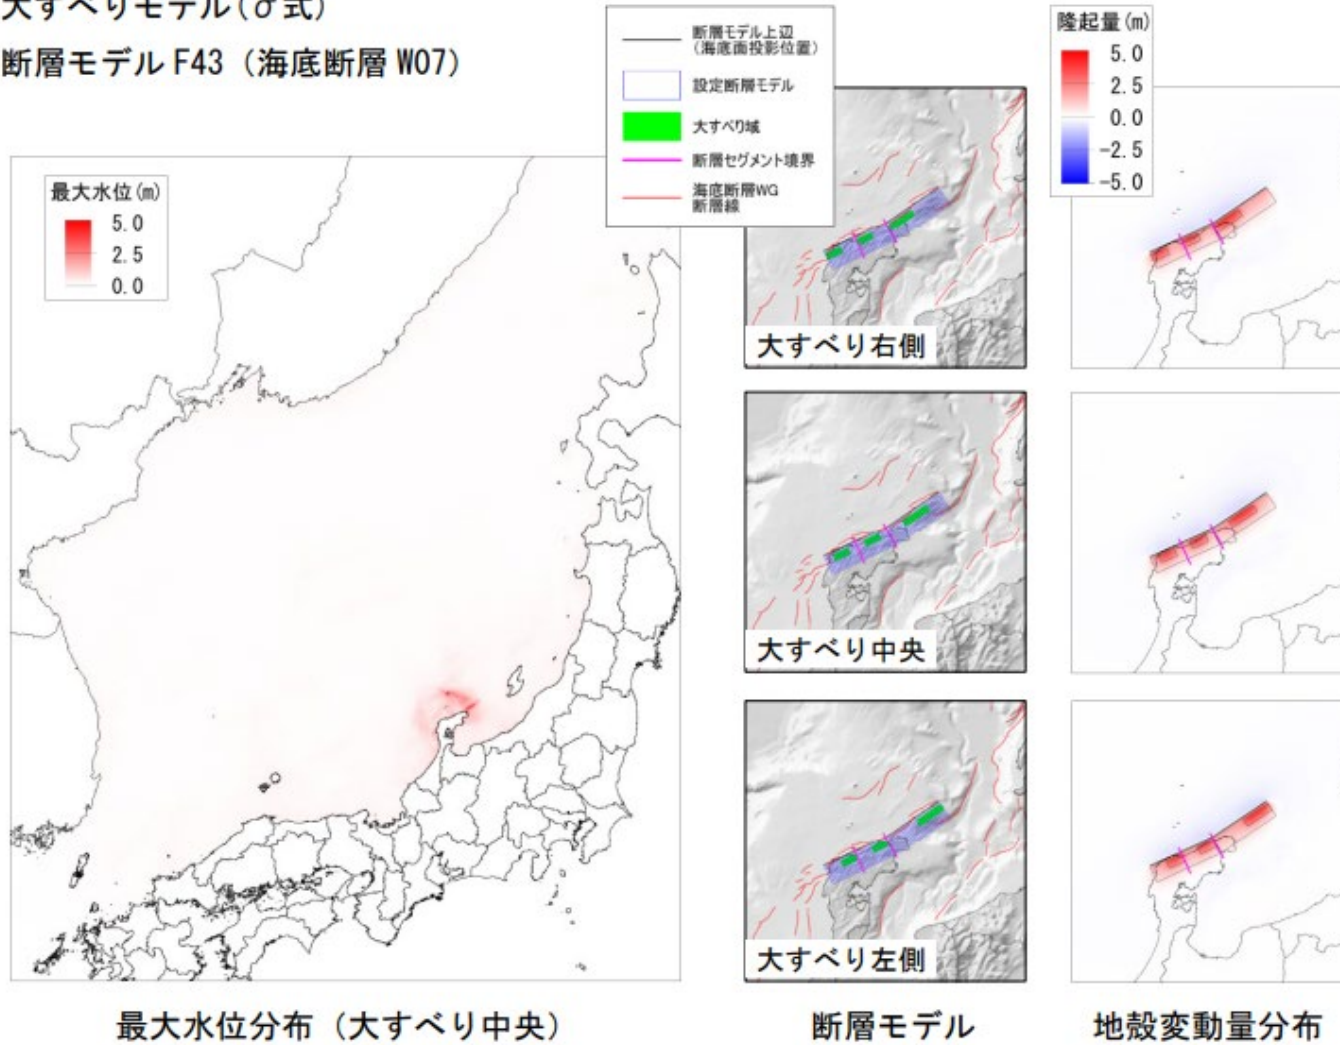 大すべりモデル(σ式)
断層モデル F43（海底断層 W07）
最大水位(m)
5.0
2.5
0.0
断層モデル上辺
(海底面投影位置)
設定断層モデル
大すべり域
断層セグメント境界
海底断層WG
断層線
隆起量(m)
5.0
2.5
0.0
-2.5
-5.0
大すべり右側
大すべり中央
大すべり左側
最大水位分布（大すべり中央）
断層モデル
地殻変動量分布